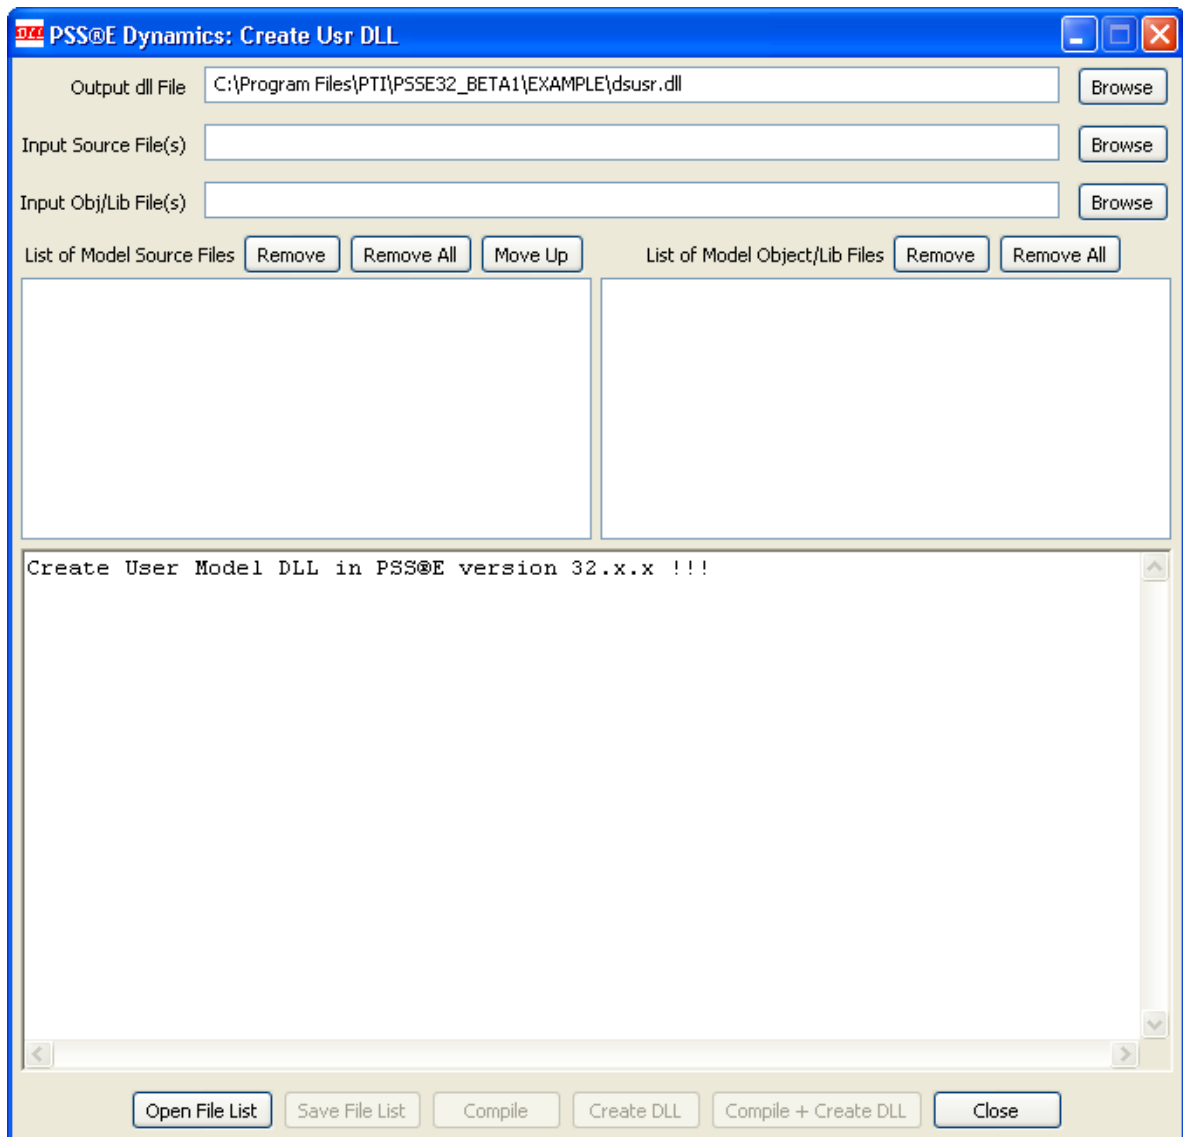 DLL PSS®E Dynamics: Create Usr DLL
Output dll File C:\Program Files\PTI\PSSE32_BETA1\EXAMPLE\dsusr.dll Browse
Input Source File(s) Browse
Input Obj/Lib File(s) Browse
List of Model Source Files Remove Remove All Move Up List of Model Object/Lib Files Remove Remove All
Create User Model DLL in PSS®E version 32.x.x !!!
Open File List Save File List Compile Create DLL Compile + Create DLL Close